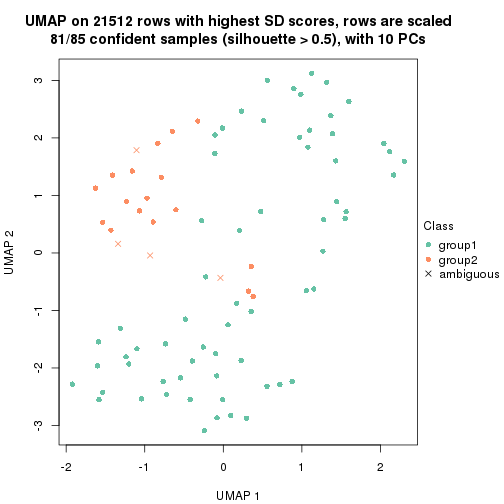 UMAP on 21512 rows with highest SD scores, rows are scaled
81/85 confident samples (silhouette > 0.5), with 10 PCs
3
2
1
0
-1
-2
-3
UMAP 2
-2
-1
0
1
2
UMAP 1
Class
group1
group2
ambiguous